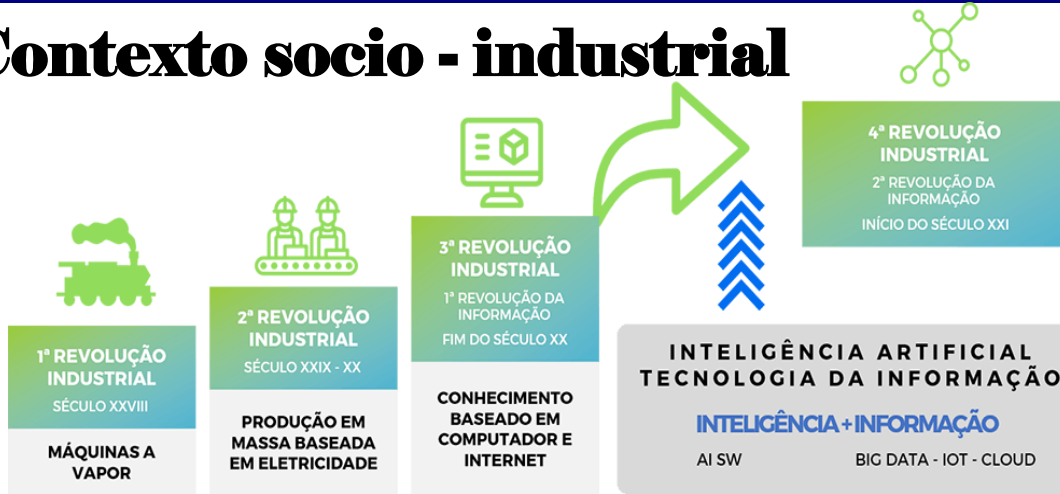 Contexto socio - industrial
1ª REVOLUÇÃO
INDUSTRIAL
SÉCULO XXVIII
MÁQUINAS A
VAPOR
2ª REVOLUÇÃO
INDUSTRIAL
SÉCULO XXIX - XX
PRODUÇÃO EM
MASSA BASEADA
EM ELETRICIDADE
3ª REVOLUÇÃO
INDUSTRIAL
1ª REVOLUÇÃO DA
INFORMAÇÃO
FIM DO SÉCULO XX
CONHECIMENTO
BASEADO EM
COMPUTADOR E
INTERNET
4ª REVOLUÇÃO
INDUSTRIAL
2ª REVOLUÇÃO DA
INFORMAÇÃO
INÍCIO DO SÉCULO XXI
INTELIGÊNCIA ARTIFICIAL
TECNOLOGIA DA INFORMAÇÃO
INTELIGÊNCIA + INFORMAÇÃO
AI SW BIG DATA - IOT - CLOUD